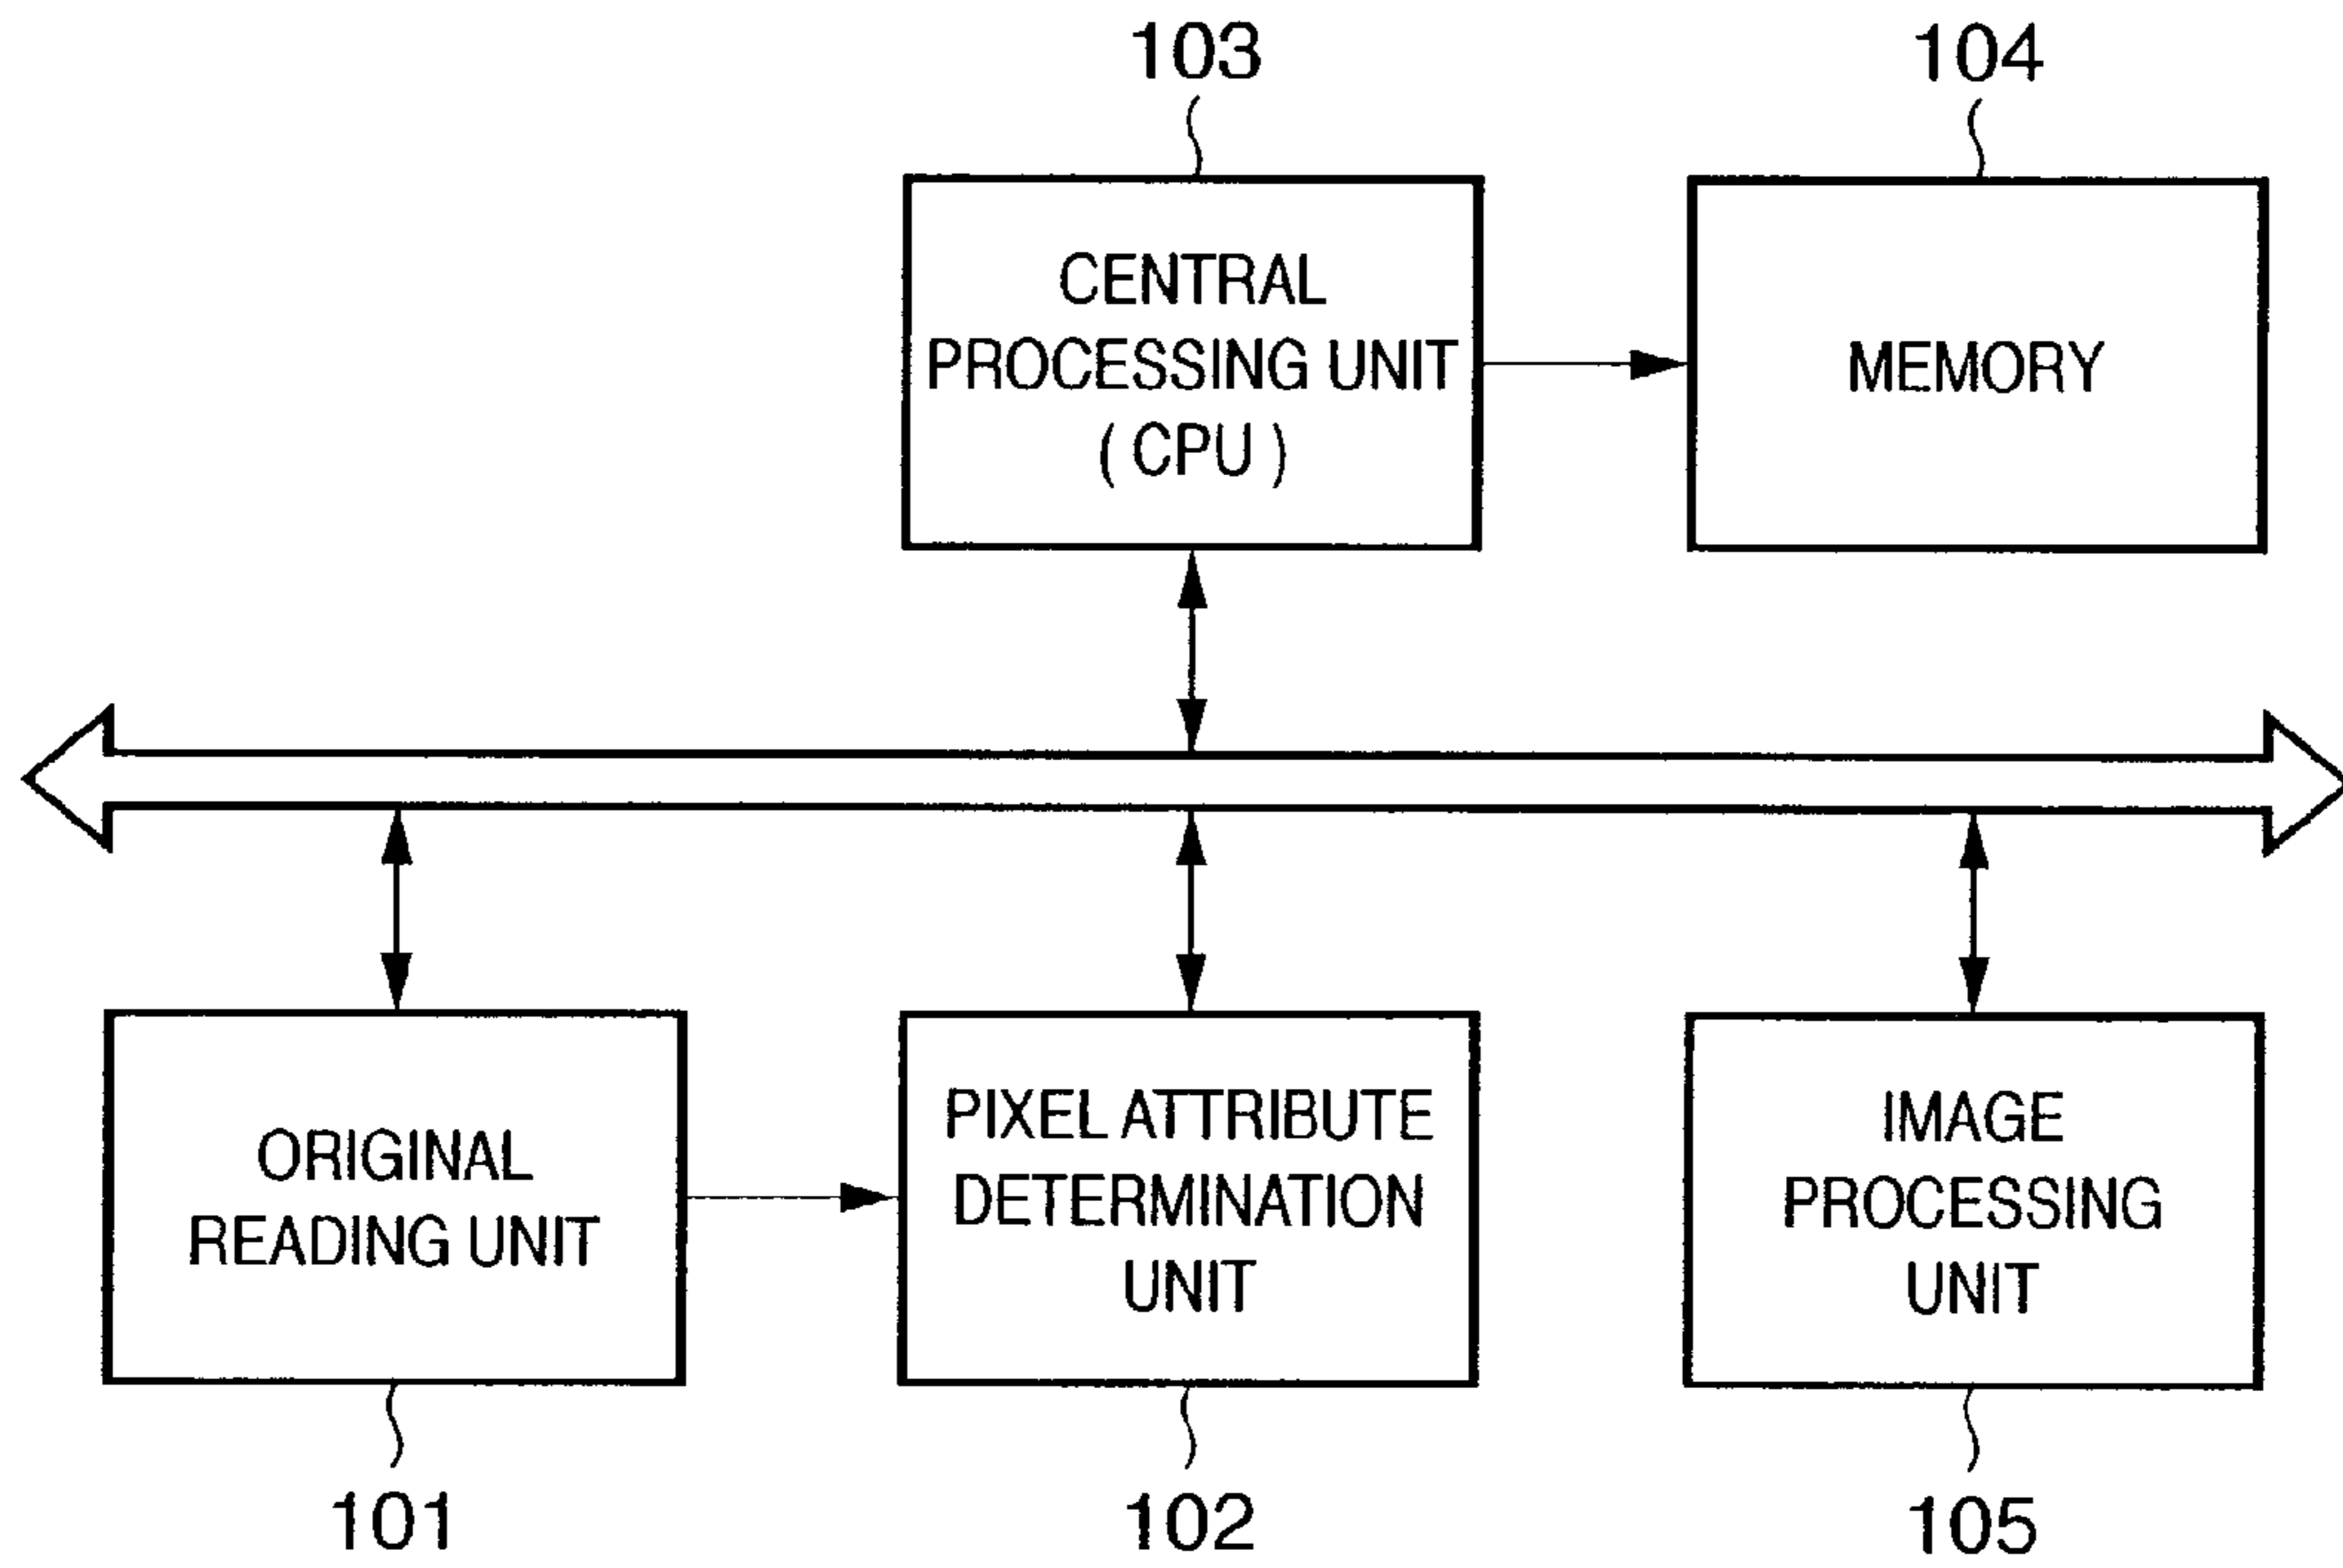 103
104
CENTRAL
PROCESSING UNIT
( CPU )
MEMORY
ORIGINAL
READING UNIT
PIXEL ATTRIBUTE
DETERMINATION
UNIT
IMAGE
PROCESSING
UNIT
101
102
105